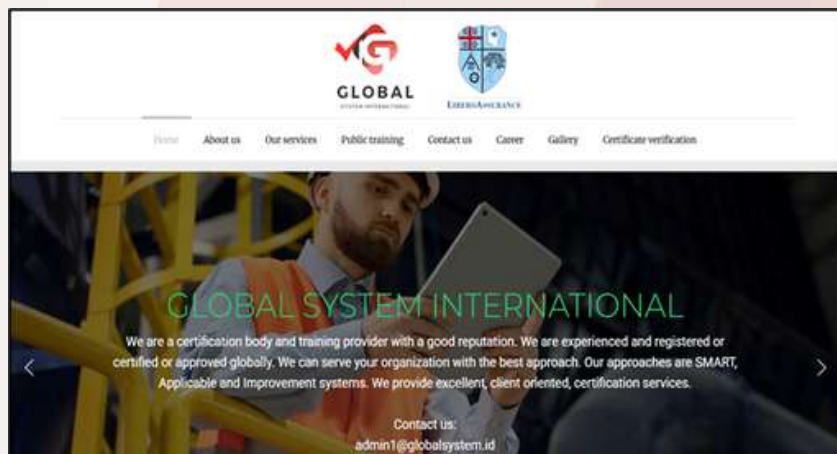 GLOBAL
SYSTEM INTERNATIONAL
LIBERSASSURANCE
Home About us Our services Public training Contact us Career Gallery Certificate verification
GLOBAL SYSTEM INTERNATIONAL
We are a certification body and training provider with a good reputation. We are experienced and registered or
certified or approved globally. We can serve your organization with the best approach. Our approaches are SMART,
Applicable and Improvement systems. We provide excellent, client oriented, certification services.
Contact us:
admin1@globalsystem.id